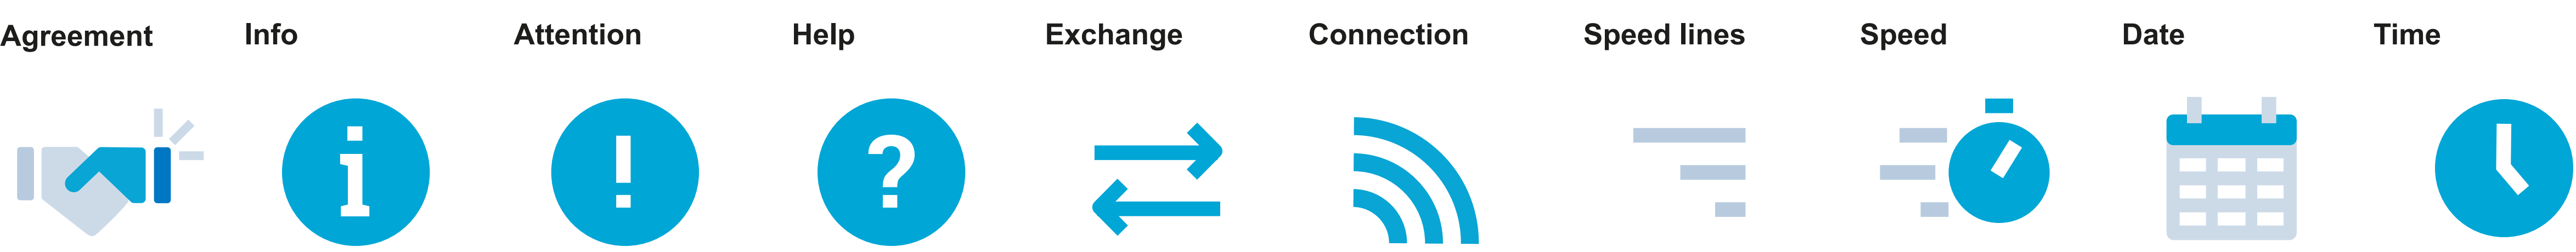 Agreement Info Attention Help Exchange Connection Speed lines Speed Date Time
i ! ?